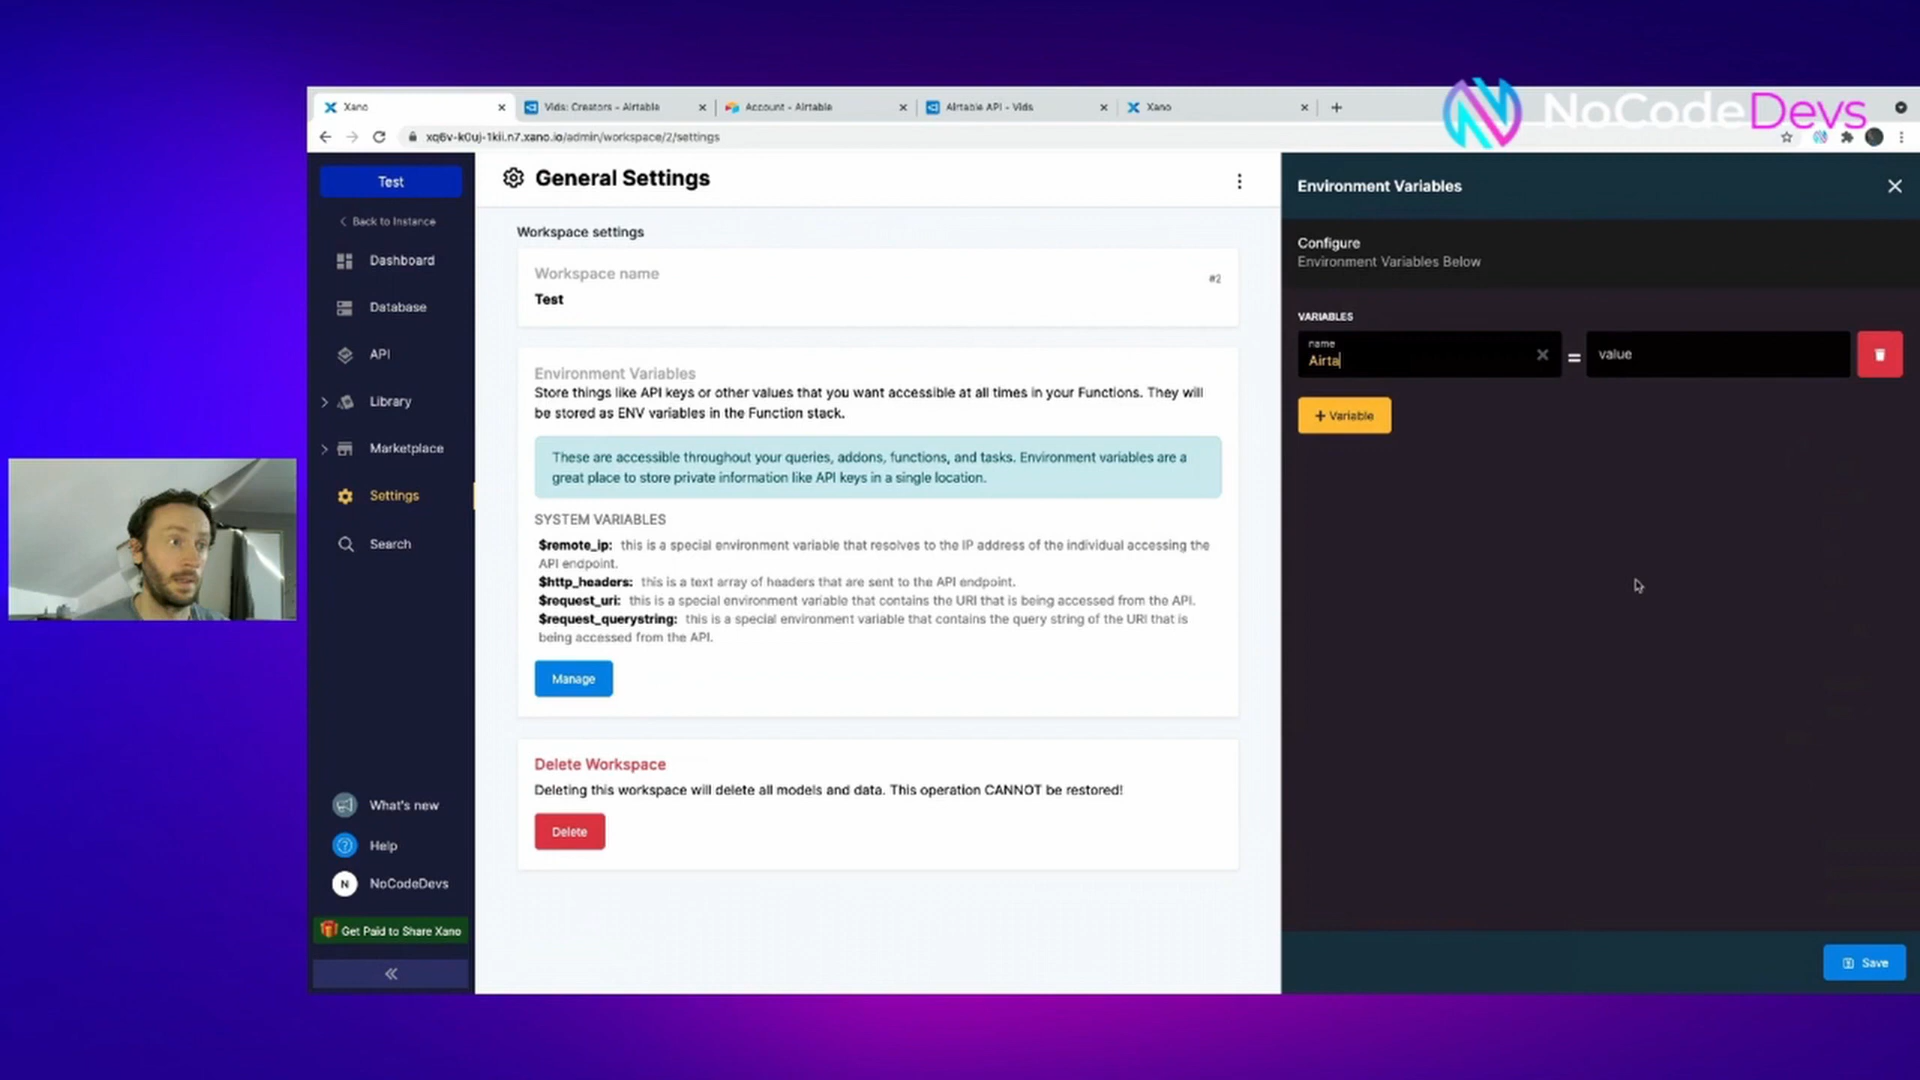 NoCodeDevs
Xano
Vids: Creators - Airtable
Account - Airtable
Airtable API - Vids
Xano
xq6v-k0uj-1kii.n7.xano.io/admin/workspace/2/settings
Test
Back to Instance
Dashboard
Database
API
Library
Marketplace
Settings
Search
What's new
Help
N
NoCodeDevs
Get Paid to Share Xano
General Settings
Workspace settings
Workspace name
#2
Test
Environment Variables
Store things like API keys or other values that you want accessible at all times in your Functions. They will
be stored as ENV variables in the Function stack.
These are accessible throughout your queries, addons, functions, and tasks. Environment variables are a
great place to store private information like API keys in a single location.
SYSTEM VARIABLES
$remote_ip: this is a special environment variable that resolves to the IP address of the individual accessing the
API endpoint.
$http_headers: this is a text array of headers that are sent to the API endpoint.
$request_uri: this is a special environment variable that contains the URI that is being accessed from the API.
$request_querystring: this is a special environment variable that contains the query string of the URI that is
being accessed from the API.
Manage
Delete Workspace
Deleting this workspace will delete all models and data. This operation CANNOT be restored!
Delete
Environment Variables
Configure
Environment Variables Below
VARIABLES
name
Airta
=
value
+ Variable
Save